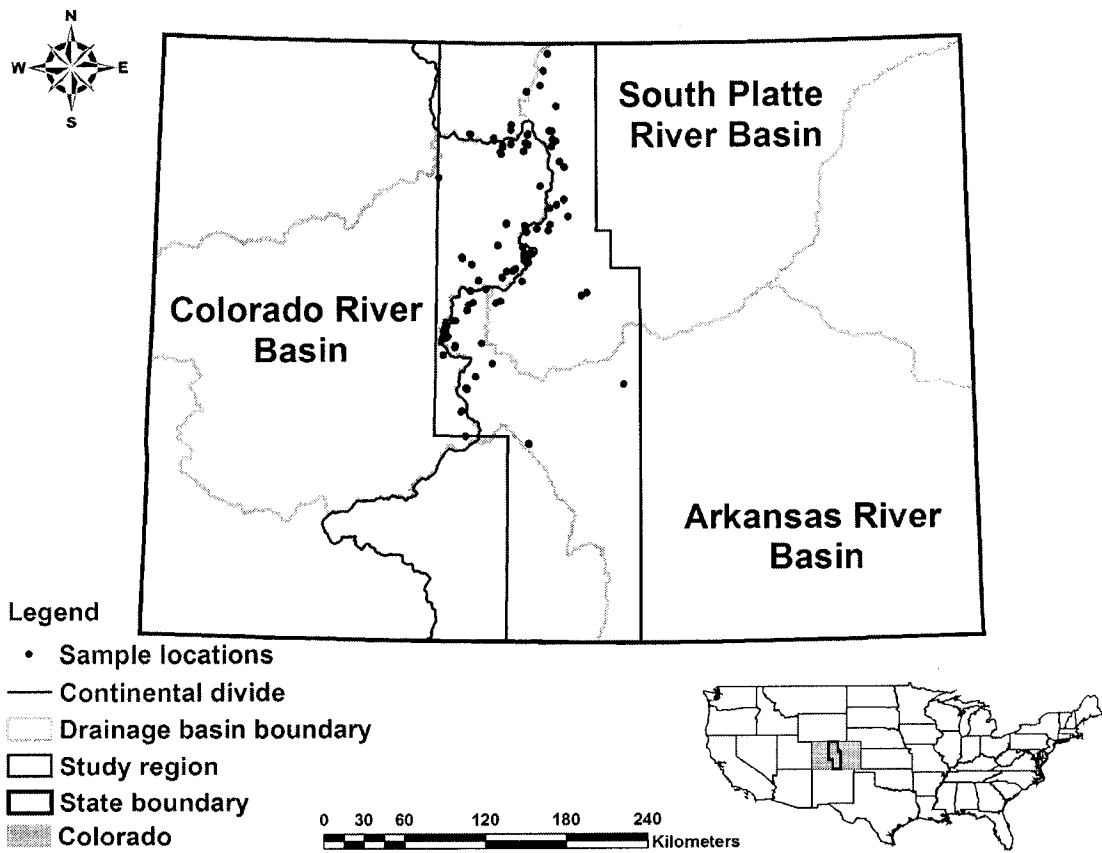 N
W E
S
South Platte
River Basin
Colorado River
Basin
Arkansas River
Basin
Legend
Sample locations
Continental divide
Drainage basin boundary
Study region
State boundary
Colorado
0 30 60 120 180 240
Kilometers